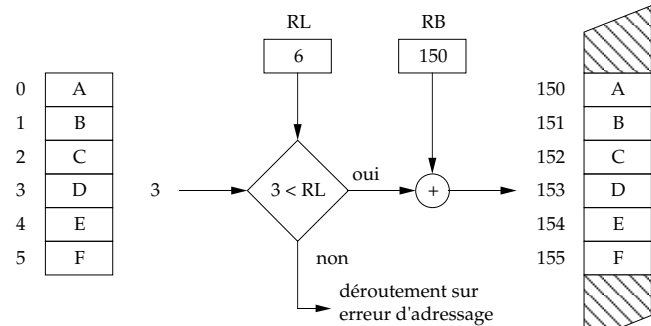 RL
RB
6
150
0 A
1 B
2 C
3 D
4 E
5 F
3
3 < RL
oui
+
non
déroutement sur
erreur d'adressage
150 A
151 B
152 C
153 D
154 E
155 F